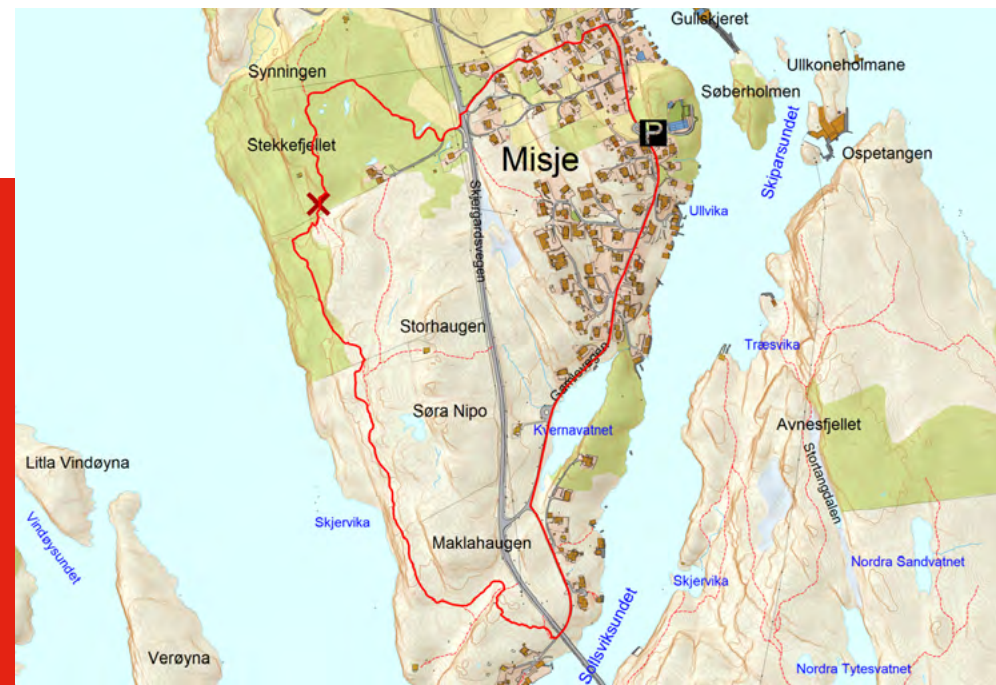 Gullskjeret
Ullkoneholmane
Synningen
Søberholmen
Skiparsundet
P
Stekkefjellet
Misje
Ospetangen
Skjergardsvegen
Ullvika
Storhaugen
Træsvika
Gamlevegen
Søra Nipo
Kvernavatnet
Avnesfjellet
Stortangdalen
Litla Vindøyna
Vindøysundet
Skjervika
Maklahaugen
Skjervika
Nordra Sandvatnet
Søllsviksundet
Verøyna
Nordra Tytesvatnet